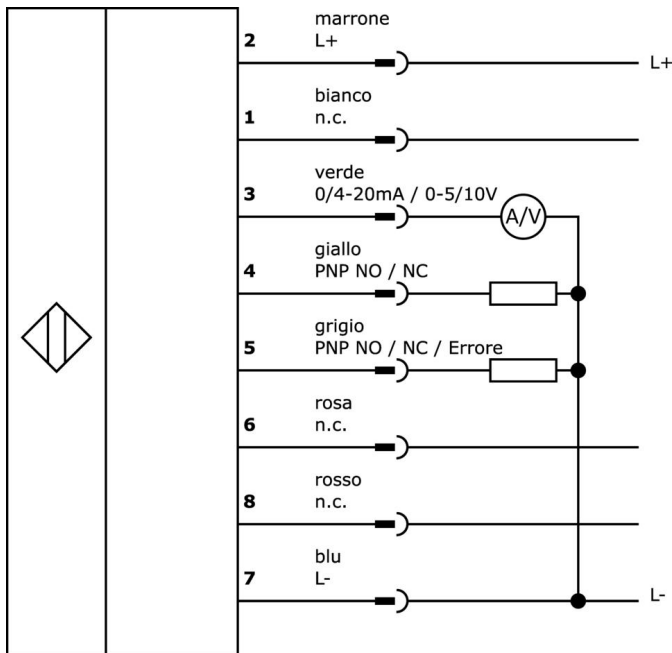 marrone
2 L+
L+
bianco
1 n.c.
verde
3 0/4-20mA / 0-5/10V
A/V
giallo
4 PNP NO / NC
grigio
5 PNP NO / NC / Errore
rosa
6 n.c.
rosso
8 n.c.
blu
7 L-
L-